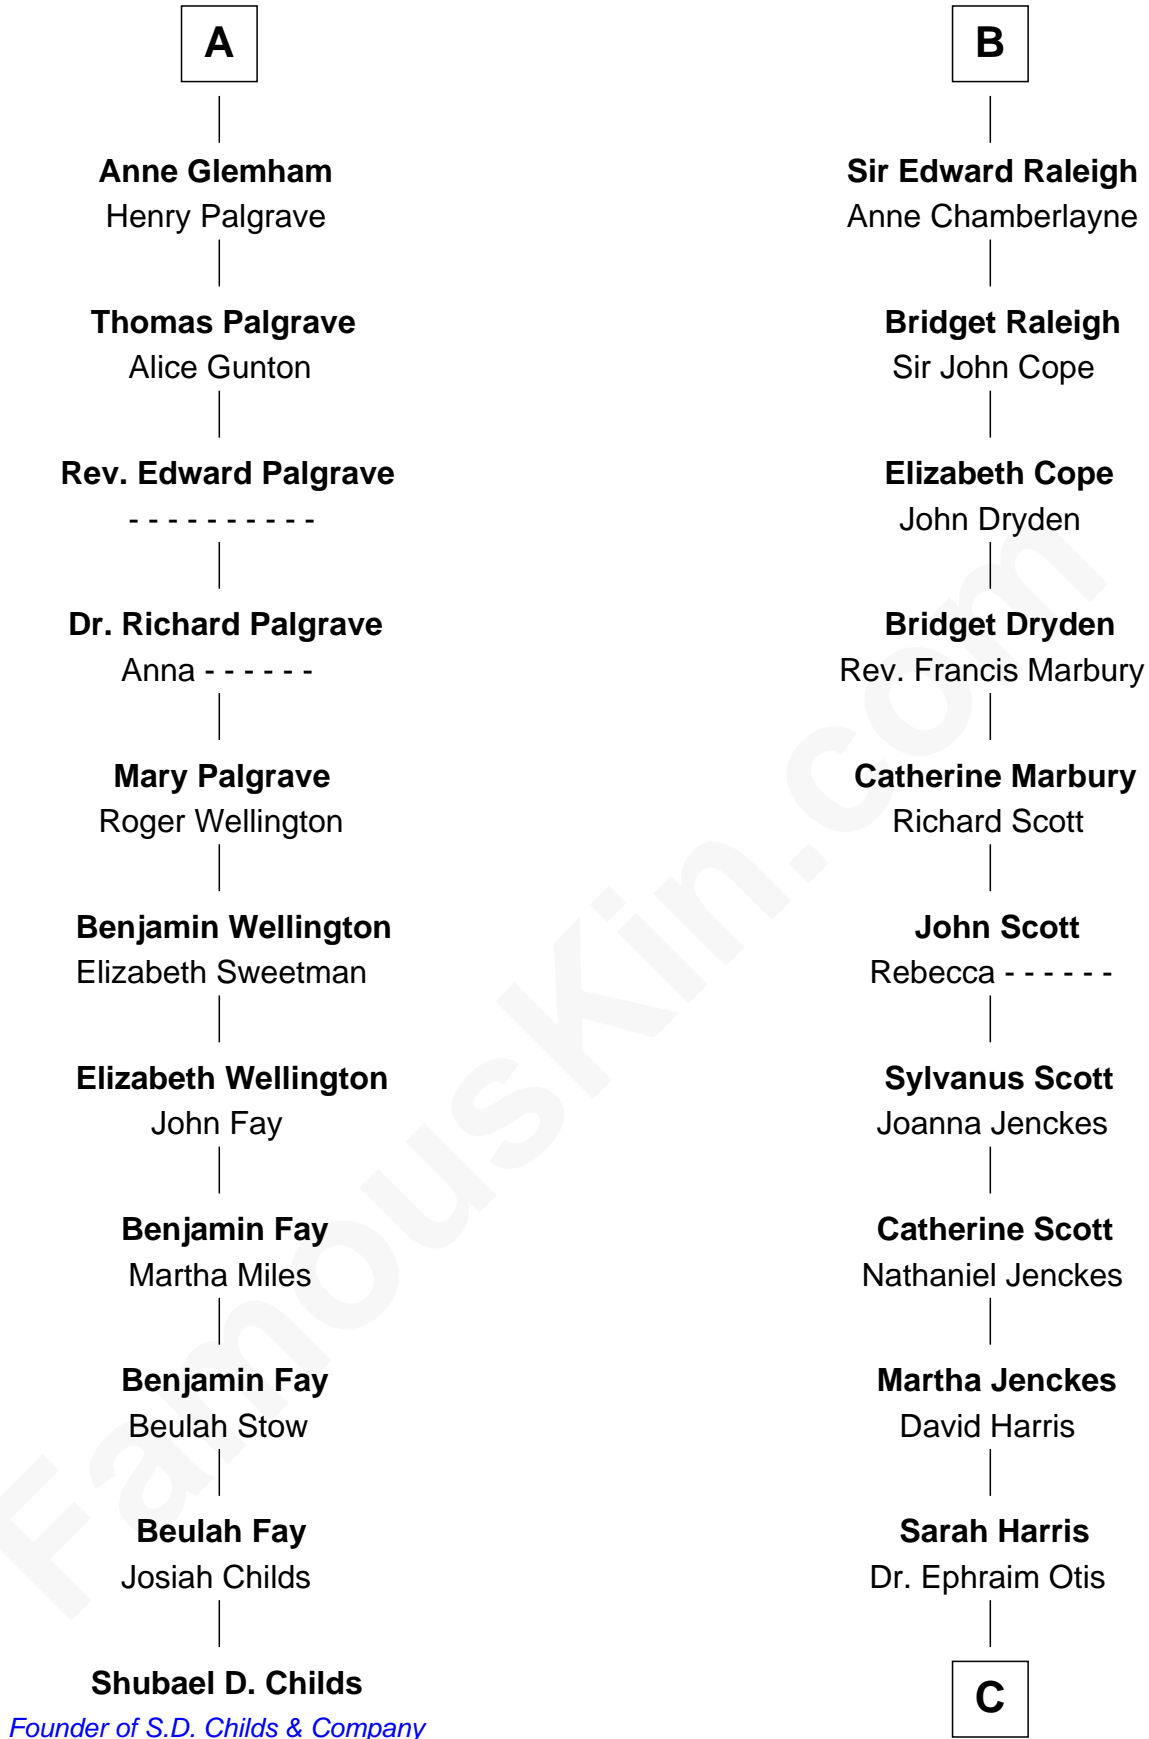 A
Anne Glemham
Henry Palgrave
Thomas Palgrave
Alice Gunton
Rev. Edward Palgrave
- - - - - - - - - -
Dr. Richard Palgrave
Anna - - - - - -
Mary Palgrave
Roger Wellington
Benjamin Wellington
Elizabeth Sweetman
Elizabeth Wellington
John Fay
Benjamin Fay
Martha Miles
Benjamin Fay
Beulah Stow
Beulah Fay
Josiah Childs
Shubael D. Childs
Founder of S.D. Childs & Company
B
Sir Edward Raleigh
Anne Chamberlayne
Bridget Raleigh
Sir John Cope
Elizabeth Cope
John Dryden
Bridget Dryden
Rev. Francis Marbury
Catherine Marbury
Richard Scott
John Scott
Rebecca - - - - - -
Sylvanus Scott
Joanna Jenckes
Catherine Scott
Nathaniel Jenckes
Martha Jenckes
David Harris
Sarah Harris
Dr. Ephraim Otis
C
FamousKin.com